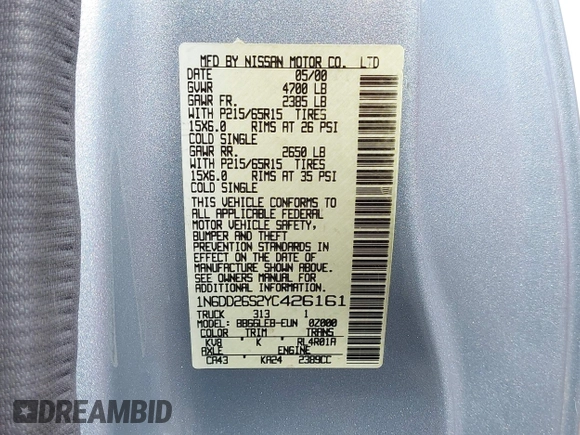 MFD BY NISSAN MOTOR CO. LTD
DATE 05/00
GVWR 4700 LB
GAWR FR. 2385 LB
WITH P215/65R15 TIRES
15X6.0 RIMS AT 26 PSI
COLD SINGLE
GAWR RR. 2650 LB
WITH P215/65R15 TIRES
15X6.0 RIMS AT 35 PSI
COLD SINGLE
THIS VEHICLE CONFORMS TO
ALL APPLICABLE FEDERAL
MOTOR VEHICLE SAFETY,
BUMPER AND THEFT
PREVENTION STANDARDS IN
EFFECT ON THE DATE OF
MANUFACTURE SHOWN ABOVE.
SEE OWNERS MANUAL FOR
ADDITIONAL INFORMATION.
1N6DD26S2YC426161
TRUCK 313 1
MODEL: BBGSLEB-EUN 0Z000
COLOR TRIM TRANS
KV8 K RL4R01A
AXLE ENGINE
CA43 KA24 2389CC
DREAMBID